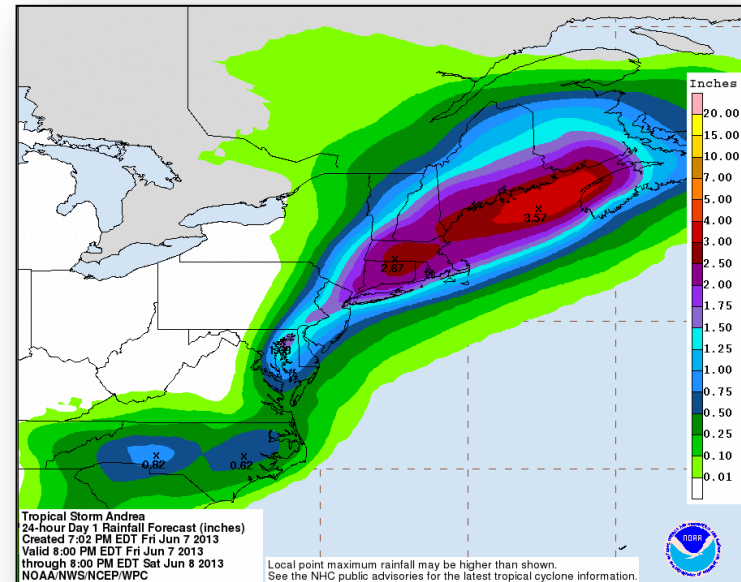 Inches
20.00
15.00
10.00
7.00
5.00
4.00
3.00
2.50
2.00
1.75
1.50
1.25
1.00
0.75
0.50
0.25
0.10
0.01
3.57
2.67
0.82
0.62
Tropical Storm Andrea
24-hour Day 1 Rainfall Forecast (inches)
Created 7:02 PM EDT Fri Jun 7 2013
Valid 8:00 PM EDT Fri Jun 7 2013
through 8:00 PM EDT Sat Jun 8 2013
NOAA/NWS/NCEP/WPC
Local point maximum rainfall may be higher than shown.
See the NHC public advisories for the latest tropical cyclone information.
NOAA